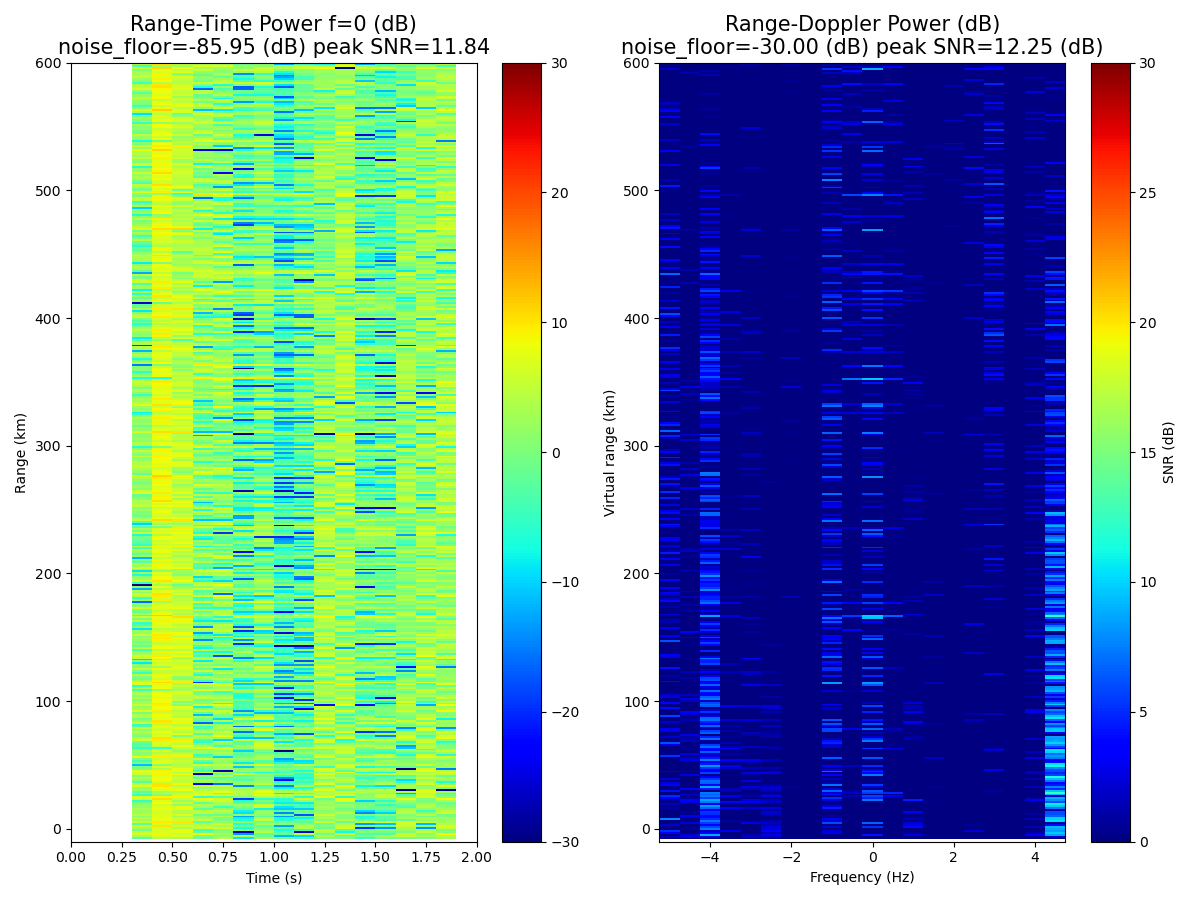 Range-Time Power f=0 (dB)
noise_floor=-85.95 (dB) peak SNR=11.84
600
500
400
300
200
100
0
Range (km)
0.00 0.25 0.50 0.75 1.00 1.25 1.50 1.75 2.00
Time (s)
30
20
10
0
−10
−20
−30
Range-Doppler Power (dB)
noise_floor=-30.00 (dB) peak SNR=12.25 (dB)
600
500
400
300
200
100
0
Virtual range (km)
−4 −2 0 2 4
Frequency (Hz)
30
25
20
15
10
5
0
SNR (dB)